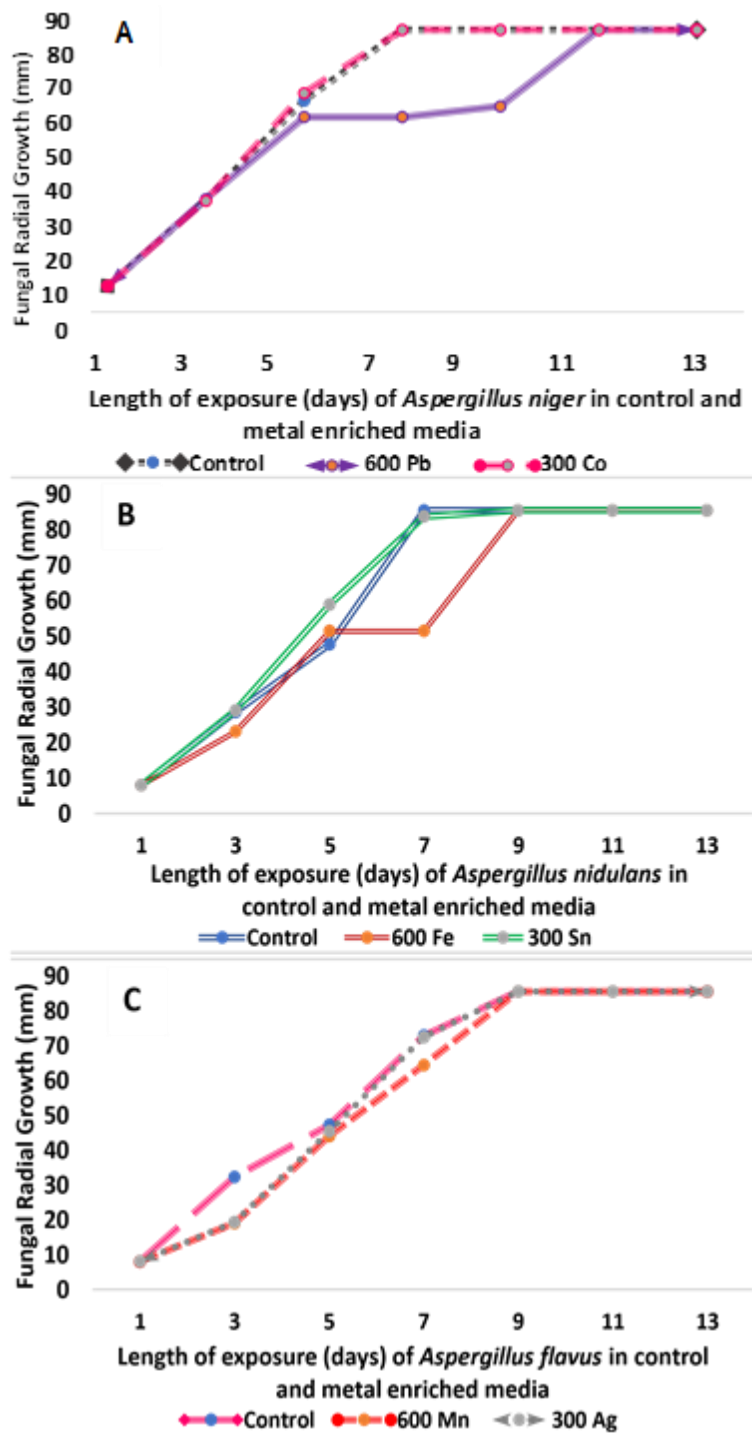 A
Fungal Radial Growth (mm)
90
80
70
60
50
40
30
20
10
0
1 3 5 7 9 11 13
Length of exposure (days) of Aspergillus niger in control and
metal enriched media
Control 600 Pb 300 Co
B
Fungal Radial Growth (mm)
90
80
70
60
50
40
30
20
10
0
1 3 5 7 9 11 13
Length of exposure (days) of Aspergillus nidulans in
control and metal enriched media
Control 600 Fe 300 Sn
C
Fungal Radial Growth (mm)
90
80
70
60
50
40
30
20
10
0
1 3 5 7 9 11 13
Length of exposure (days) of Aspergillus flavus in control
and metal enriched media
Control 600 Mn 300 Ag